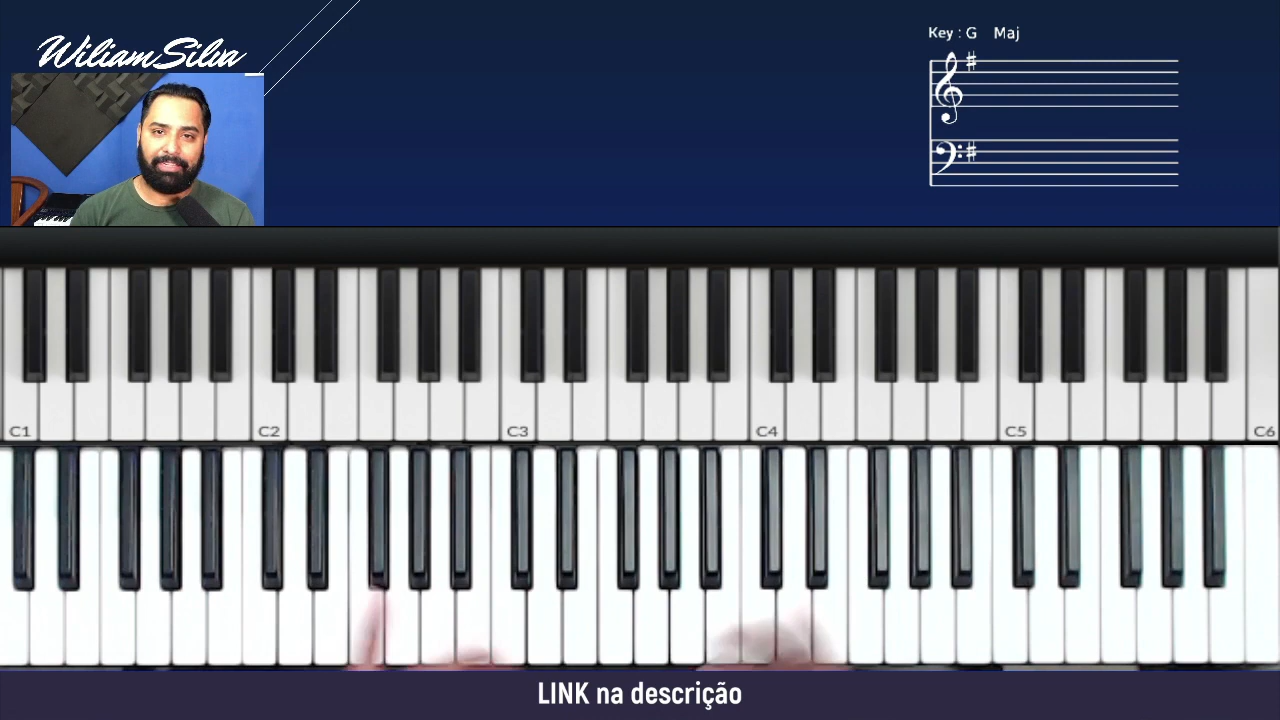 WiliamSilva
Key : G Maj
C1 C2 C3 C4 C5 C6
LINK na descrição